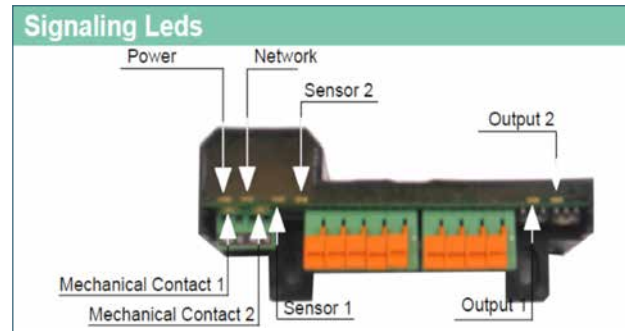 Signaling Leds
Power
Network
Sensor 2
Output 2
Mechanical Contact 1
Mechanical Contact 2
Sensor 1
Output 1